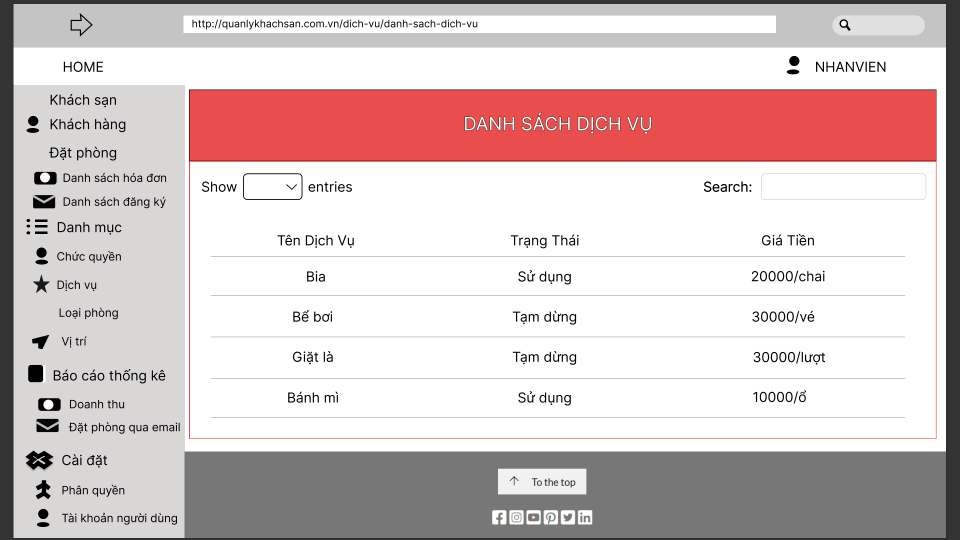 http://quanlykhachsan.com.vn/dich-vu/danh-sach-dich-vu
HOME
NHANVIEN
Khách sạn
Khách hàng
Đặt phòng
Danh sách hóa đơn
Danh sách đăng ký
Danh mục
Chức quyền
Dịch vụ
Loại phòng
Vị trí
Báo cáo thống kê
Doanh thu
Đặt phòng qua email
Cài đặt
Phân quyền
Tài khoản người dùng
DANH SÁCH DỊCH VỤ
Show entries
Search:
Tên Dịch Vụ Trạng Thái Giá Tiền
Bia Sử dụng 20000/chai
Bể bơi Tạm dừng 30000/vé
Giặt là Tạm dừng 30000/lượt
Bánh mì Sử dụng 10000/ổ
To the top